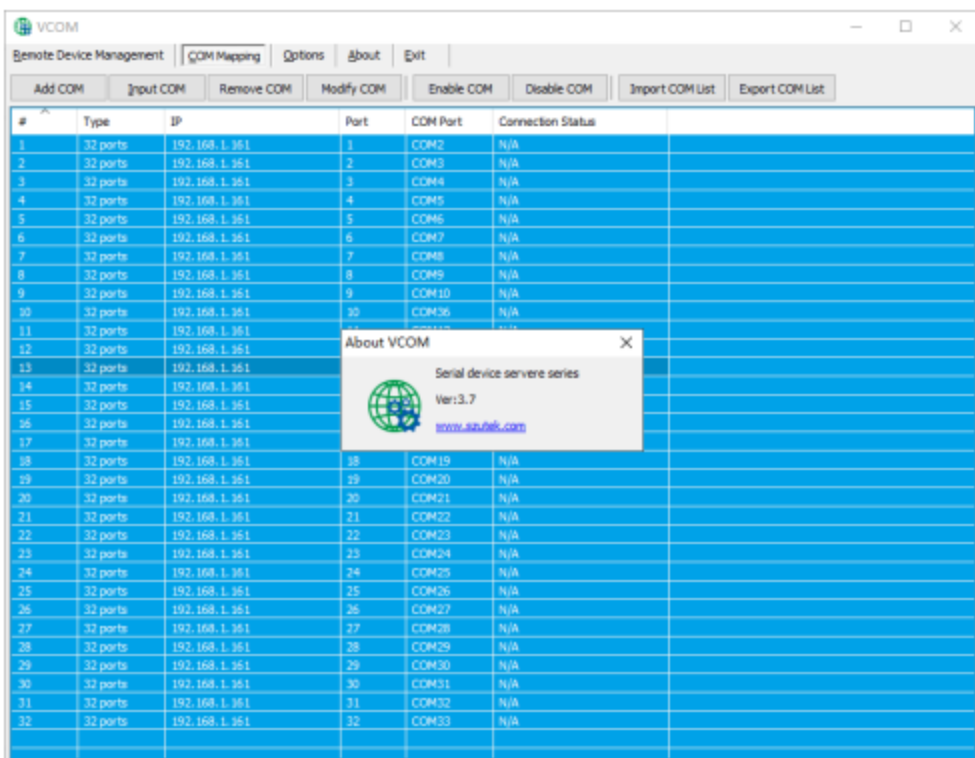 VCOM
Remote Device Management COM Mapping Options About Exit
Add COM Input COM Remove COM Modify COM Enable COM Disable COM Import COM List Export COM List
# Type IP Port COM Port Connection Status
1 32 ports 192.168.1.161 1 COM2 N/A
2 32 ports 192.168.1.161 2 COM3 N/A
3 32 ports 192.168.1.161 3 COM4 N/A
4 32 ports 192.168.1.161 4 COM5 N/A
5 32 ports 192.168.1.161 5 COM6 N/A
6 32 ports 192.168.1.161 6 COM7 N/A
7 32 ports 192.168.1.161 7 COM8 N/A
8 32 ports 192.168.1.161 8 COM9 N/A
9 32 ports 192.168.1.161 9 COM10 N/A
10 32 ports 192.168.1.161 10 COM36 N/A
11 32 ports 192.168.1.161
12 32 ports 192.168.1.161
13 32 ports 192.168.1.161
14 32 ports 192.168.1.161
15 32 ports 192.168.1.161
16 32 ports 192.168.1.161
17 32 ports 192.168.1.161
About VCOM
Serial device servere series
Ver:3.7
www.szutek.com
18 32 ports 192.168.1.161 18 COM19 N/A
19 32 ports 192.168.1.161 19 COM20 N/A
20 32 ports 192.168.1.161 20 COM21 N/A
21 32 ports 192.168.1.161 21 COM22 N/A
22 32 ports 192.168.1.161 22 COM23 N/A
23 32 ports 192.168.1.161 23 COM24 N/A
24 32 ports 192.168.1.161 24 COM25 N/A
25 32 ports 192.168.1.161 25 COM26 N/A
26 32 ports 192.168.1.161 26 COM27 N/A
27 32 ports 192.168.1.161 27 COM28 N/A
28 32 ports 192.168.1.161 28 COM29 N/A
29 32 ports 192.168.1.161 29 COM30 N/A
30 32 ports 192.168.1.161 30 COM31 N/A
31 32 ports 192.168.1.161 31 COM32 N/A
32 32 ports 192.168.1.161 32 COM33 N/A